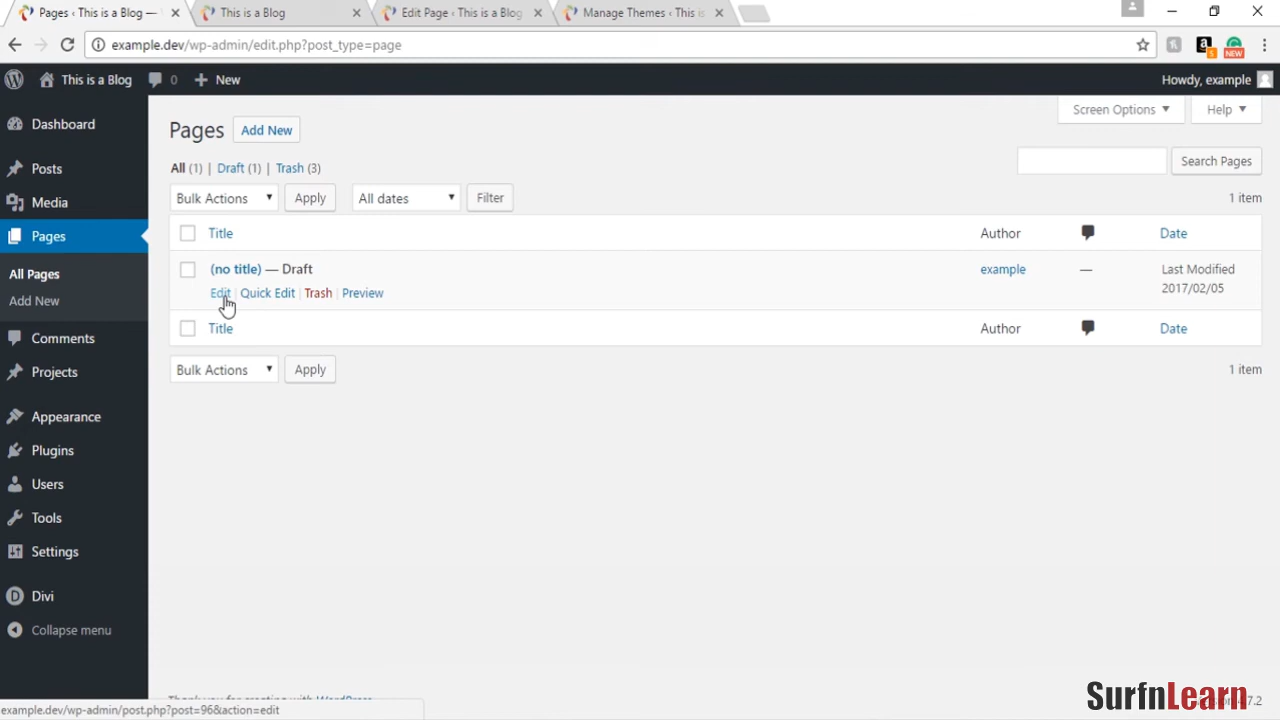 Pages ‹ This is a Blog —
This is a Blog
Edit Page ‹ This is a Blog
Manage Themes ‹ This is
example.dev/wp-admin/edit.php?post_type=page
5
NEW
This is a Blog
0
New
Howdy, example
Screen Options
Help
Dashboard
Posts
Media
Pages
All Pages
Add New
Comments
Projects
Appearance
Plugins
Users
Tools
Settings
Divi
Collapse menu
Pages Add New
All (1) | Draft (1) | Trash (3)
Search Pages
Bulk Actions Apply All dates Filter 1 item
Title Author Date
(no title) — Draft example — Last Modified
2017/02/05
Edit | Quick Edit | Trash | Preview
Title Author Date
Bulk Actions Apply 1 item
Thank you for creating with WordPress.
example.dev/wp-admin/post.php?post=96&action=edit
SurfnLearn
7.2